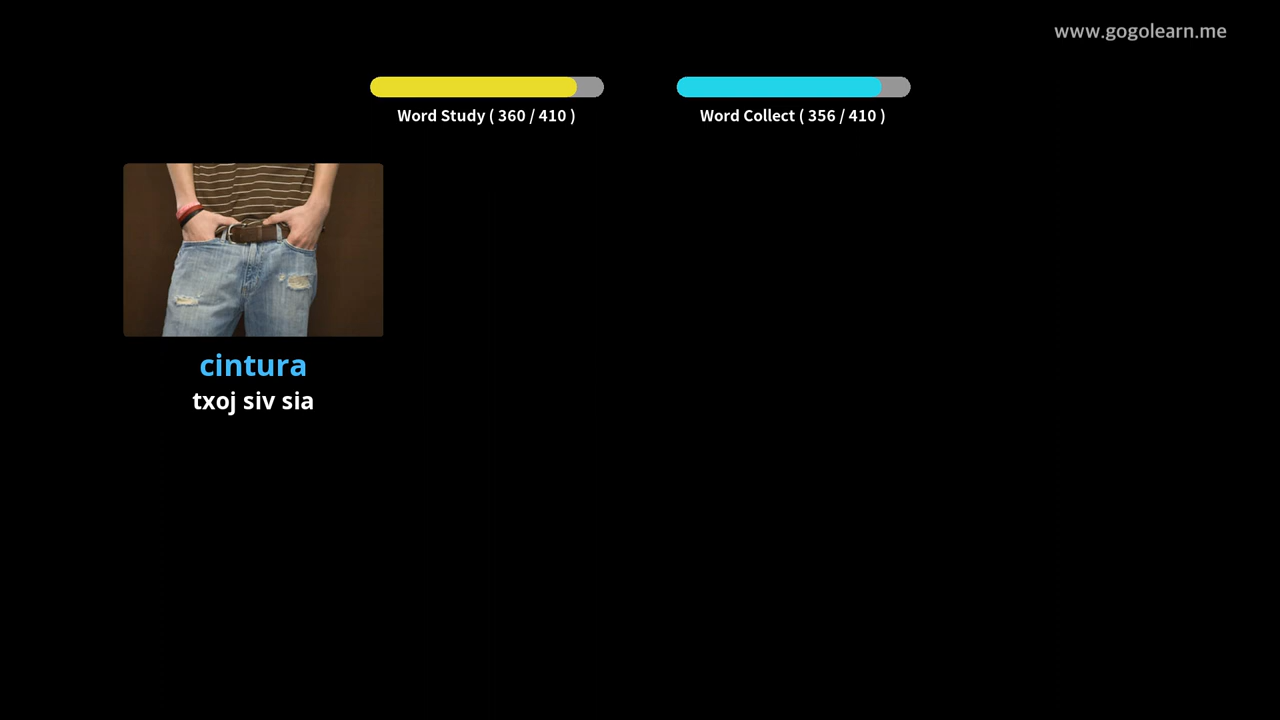 www.gogolearn.me
Word Study ( 360 / 410 )
Word Collect ( 356 / 410 )
cintura
txoj siv sia